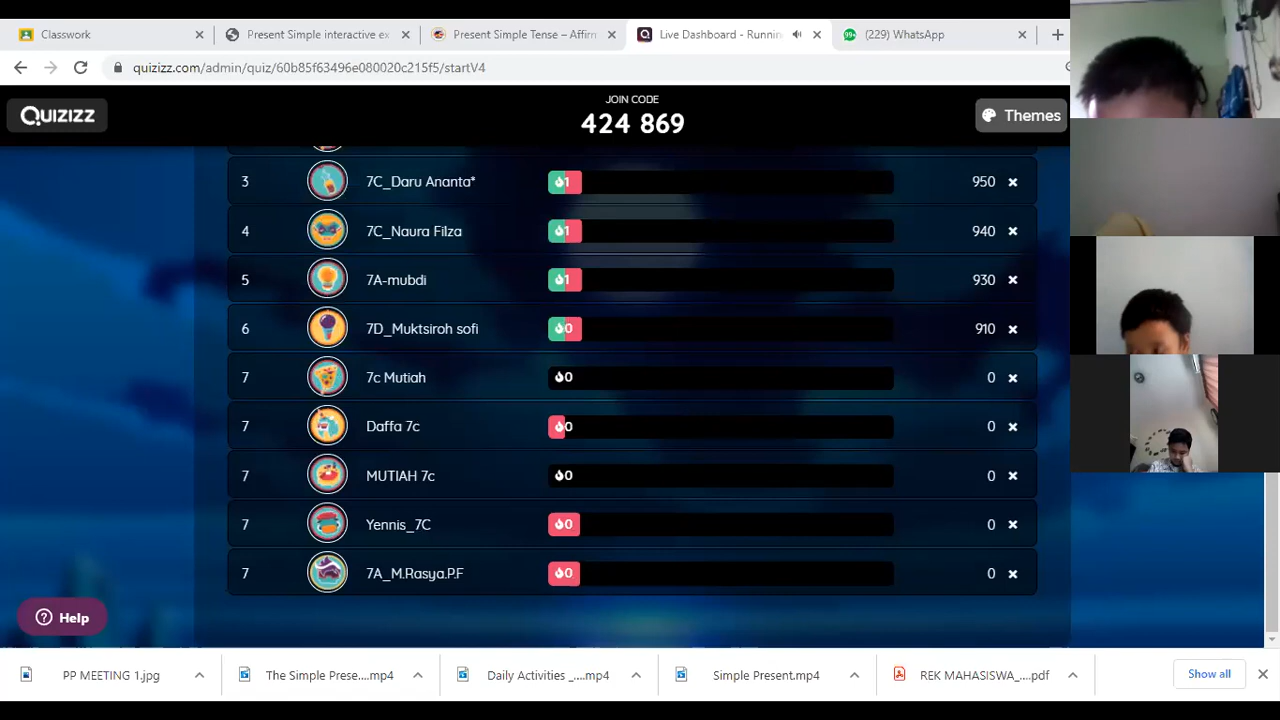 Classwork
Present Simple interactive ex
Present Simple Tense – Affirm
Live Dashboard - Runnin
99+
(229) WhatsApp
quizizz.com/admin/quiz/60b85f63496e080020c215f5/startV4
QUIZIZZ
JOIN CODE
424 869
Themes
3 7C_Daru Ananta* 1 950
4 7C_Naura Filza 1 940
5 7A-mubdi 1 930
6 7D_Muktsiroh sofi 0 910
7 7c Mutiah 0 0
7 Daffa 7c 0 0
7 MUTIAH 7c 0 0
7 Yennis_7C 0 0
7 7A_M.Rasya.P.F 0 0
Help
PP MEETING 1.jpg
The Simple Prese....mp4
Daily Activities _....mp4
Simple Present.mp4
REK MAHASISWA_....pdf
Show all